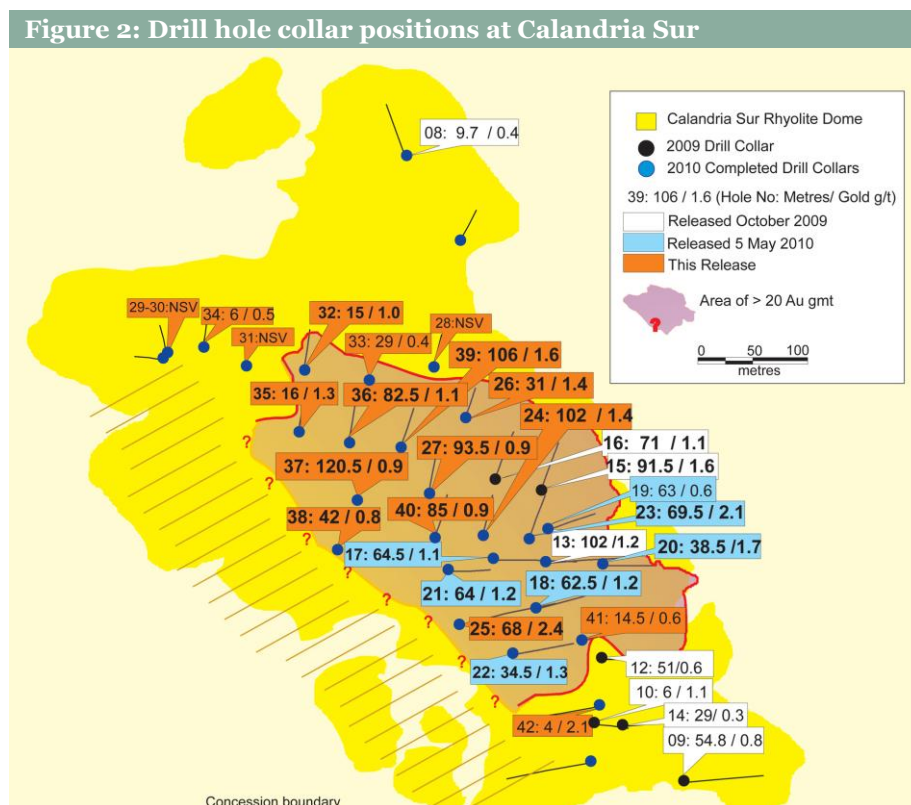 Figure 2: Drill hole collar positions at Calandria Sur
08: 9.7 / 0.4
Calandria Sur Rhyolite Dome
2009 Drill Collar
2010 Completed Drill Collars
39: 106 / 1.6 (Hole No: Metres/ Gold g/t)
Released October 2009
Released 5 May 2010
This Release
Area of > 20 Au gmt
?
0 50 100
metres
29-30:NSV
34: 6 / 0.5
31:NSV
32: 15 / 1.0
33: 29 / 0.4
28:NSV
39: 106 / 1.6
35: 16 / 1.3
36: 82.5 / 1.1
26: 31 / 1.4
24: 102 / 1.4
27: 93.5 / 0.9
16: 71 / 1.1
15: 91.5 / 1.6
?
37: 120.5 / 0.9
19: 63 / 0.6
?
23: 69.5 / 2.1
38: 42 / 0.8
40: 85 / 0.9
?
13: 102 /1.2
17: 64.5 / 1.1
20: 38.5 /1.7
?
21: 64 / 1.2
18: 62.5 / 1.2
?
41: 14.5 / 0.6
?
25: 68 / 2.4
?
22: 34.5 / 1.3
12: 51/0.6
?
10: 6 / 1.1
14: 29/ 0.3
42: 4 / 2.1
09: 54.8 / 0.8
Concession boundary